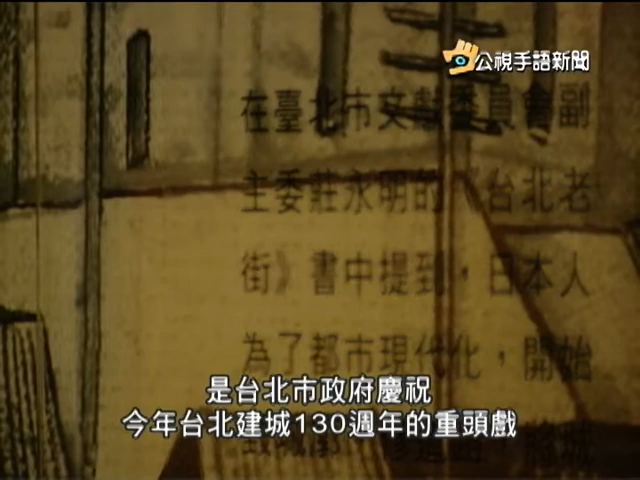 公視手語新聞
在臺北市文獻委員會副
主委莊永明的《台北老
街》書中提到，日本人
為了都市現代化，開始
是台北市政府慶祝
今年台北建城130週年的重頭戲